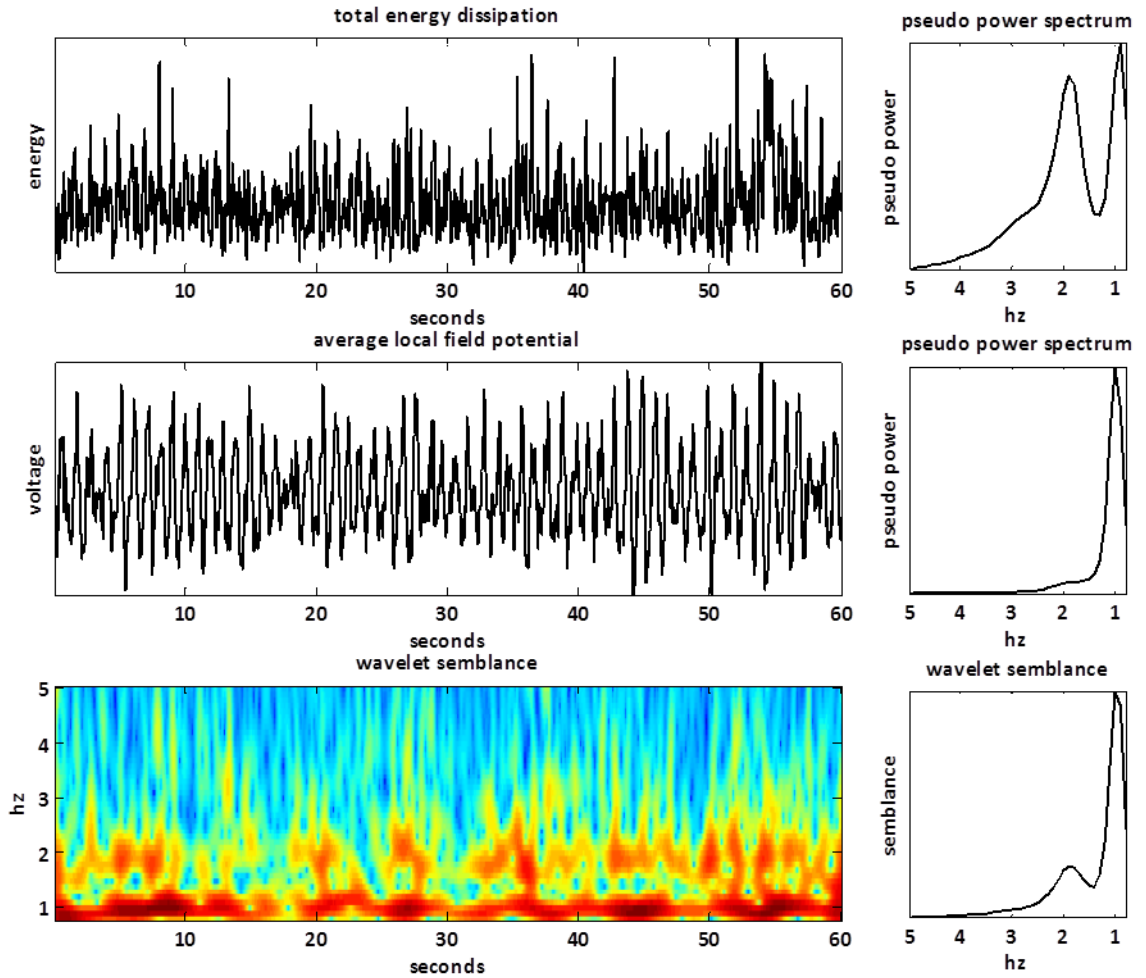 total energy dissipation
energy
10 20 30 40 50 60
seconds
pseudo power spectrum
pseudo power
5 4 3 2 1
hz
average local field potential
voltage
10 20 30 40 50 60
seconds
pseudo power spectrum
pseudo power
5 4 3 2 1
hz
wavelet semblance
hz
5
4
3
2
1
10 20 30 40 50 60
seconds
wavelet semblance
semblance
5 4 3 2 1
hz